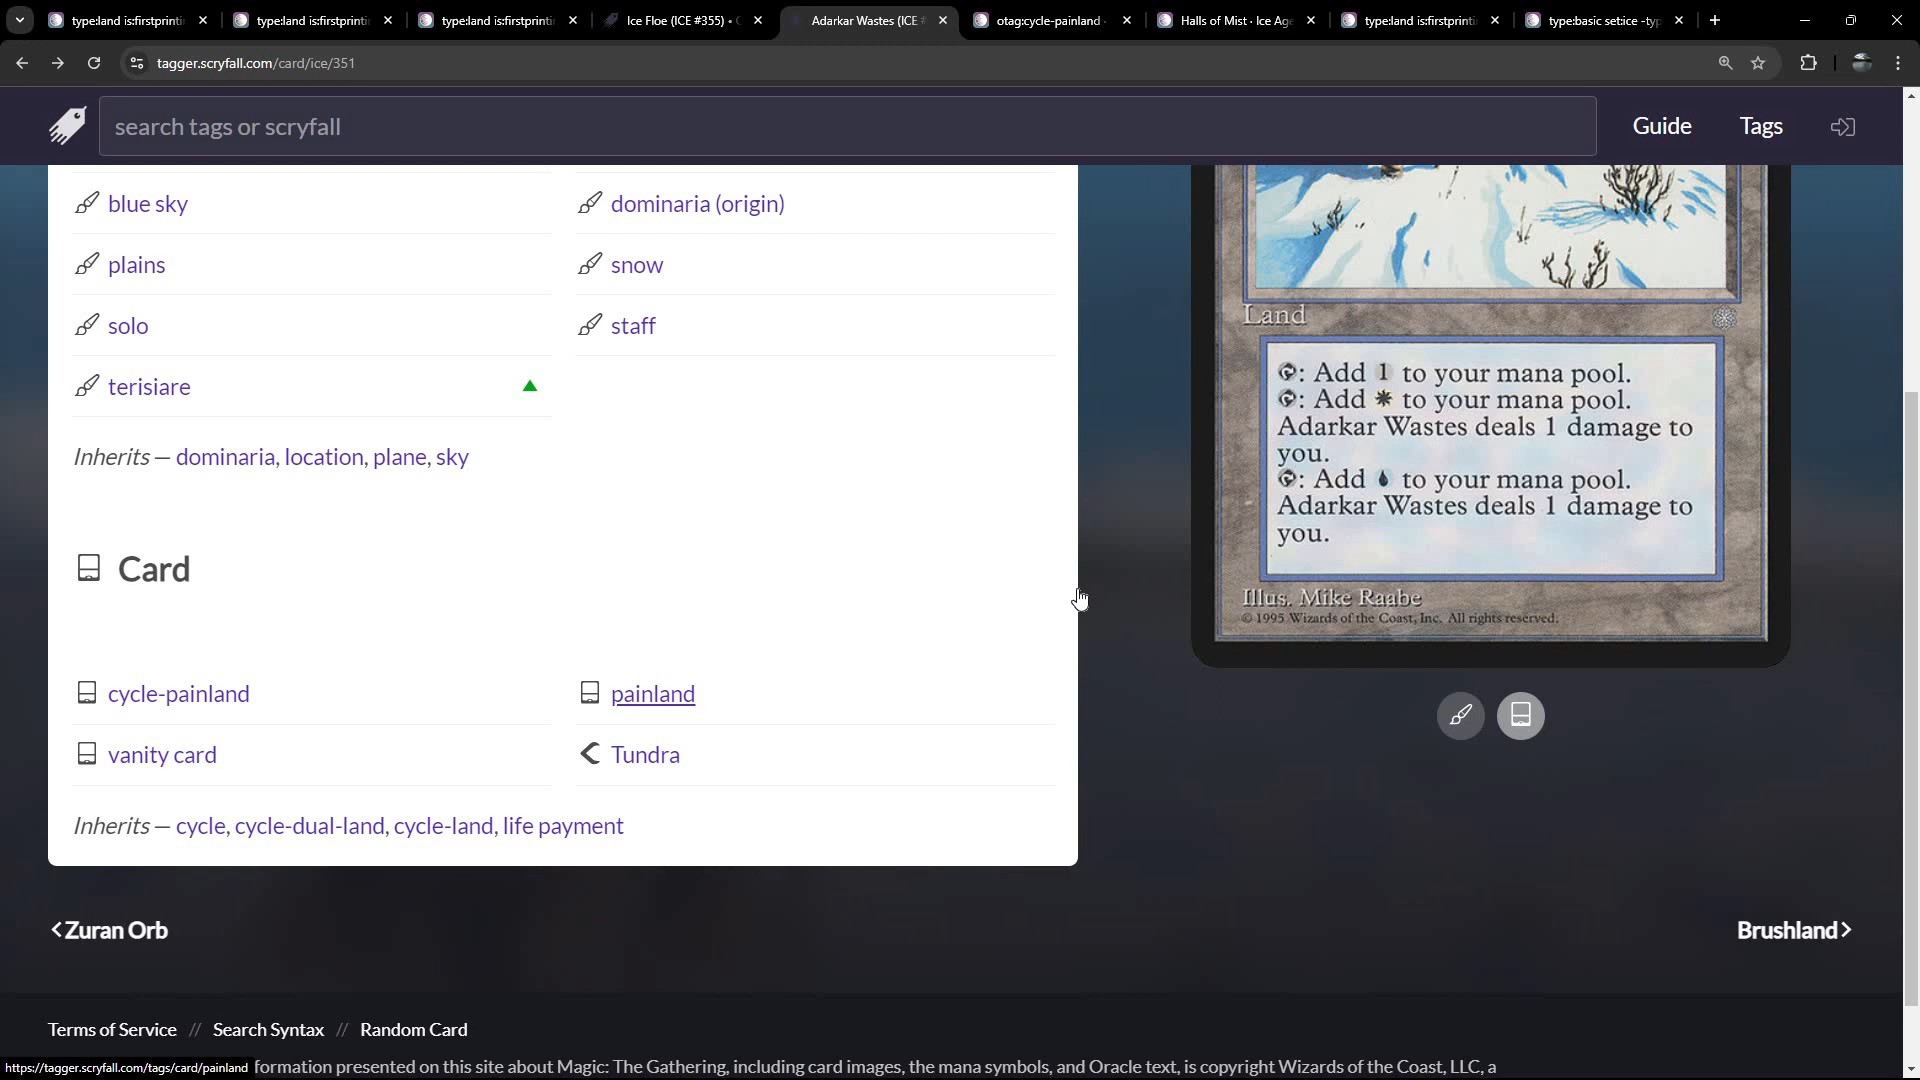 type:land is:firstprinti
type:land is:firstprinti
type:land is:firstprinti
Ice Floe (ICE #355) •
Adarkar Wastes (ICE #
otag:cycle-painland ·
Halls of Mist · Ice Age
type:land is:firstprinti
type:basic set:ice -typ
tagger.scryfall.com/card/ice/351
search tags or scryfall
Guide
Tags
blue sky
dominaria (origin)
plains
snow
solo
staff
terisiare
Inherits — dominaria, location, plane, sky
Card
cycle-painland
painland
vanity card
Tundra
Inherits — cycle, cycle-dual-land, cycle-land, life payment
Land
: Add 1 to your mana pool.
: Add to your mana pool.
Adarkar Wastes deals 1 damage to
you.
: Add to your mana pool.
Adarkar Wastes deals 1 damage to
you.
Illus. Mike Raabe
© 1995 Wizards of the Coast, Inc. All rights reserved.
<Zuran Orb
Brushland>
Terms of Service // Search Syntax // Random Card
https://tagger.scryfall.com/tags/card/painland
formation presented on this site about Magic: The Gathering, including card images, the mana symbols, and Oracle text, is copyright Wizards of the Coast, LLC, a